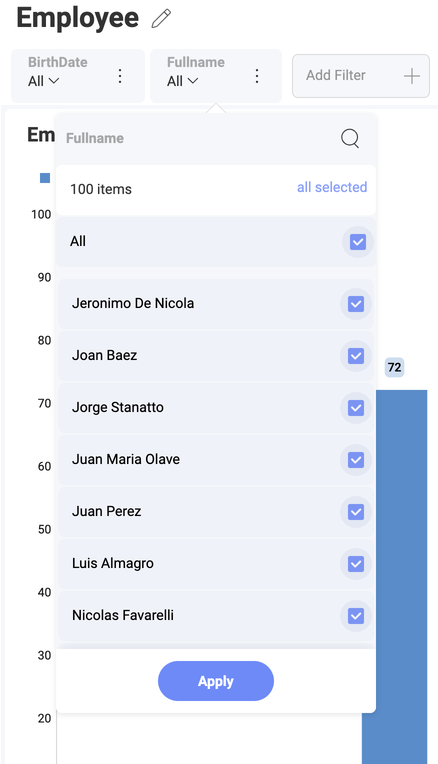 Employee
BirthDate
All
Fullname
All
Add Filter
Em
Fullname
100 items
all selected
All
Jeronimo De Nicola
Joan Baez
Jorge Stanatto
Juan Maria Olave
Juan Perez
Luis Almagro
Nicolas Favarelli
Apply
100
90
80
70
60
50
40
30
20
72